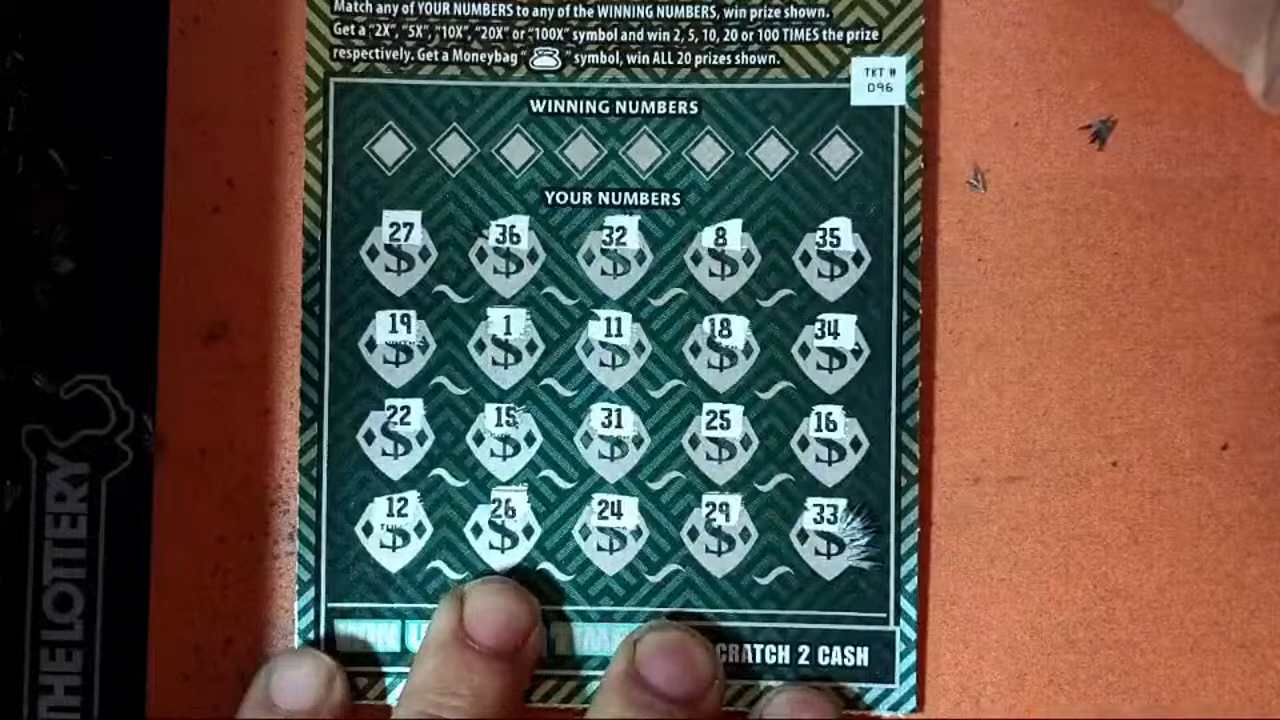 Match any of YOUR NUMBERS to any of the WINNING NUMBERS, win prize shown.
Get a "2X", "5X", "10X", "20X" or "100X" symbol and win 2, 5, 10, 20 or 100 TIMES the prize
respectively. Get a Moneybag " " symbol, win ALL 20 prizes shown.
TKT #
096
WINNING NUMBERS
YOUR NUMBERS
27 36 32 8 35
$ $ $ $ $
19 1 11 18 34
$ $ $ $ $
22 15 31 25 16
$ $ $ $ $
12 26 24 29 33
$ $ $ $ $
SCRATCH 2 CASH
THE LOTTERY